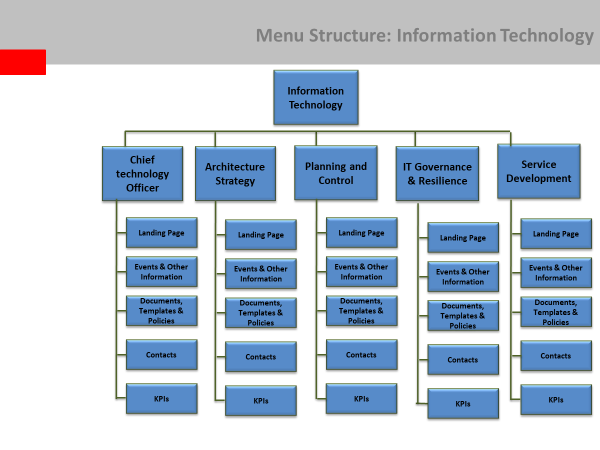 Menu Structure: Information Technology
Information
Technology
Chief
technology
Officer
Landing Page
Events & Other
Information
Documents,
Templates &
Policies
Contacts
KPIs
Architecture
Strategy
Landing Page
Events & Other
Information
Documents,
Templates &
Policies
Contacts
KPIs
Planning and
Control
Landing Page
Events & Other
Information
Documents,
Templates &
Policies
Contacts
KPIs
IT Governance
& Resilience
Landing Page
Events & Other
Information
Documents,
Templates &
Policies
Contacts
KPIs
Service
Development
Landing Page
Events & Other
Information
Documents,
Templates &
Policies
Contacts
KPIs